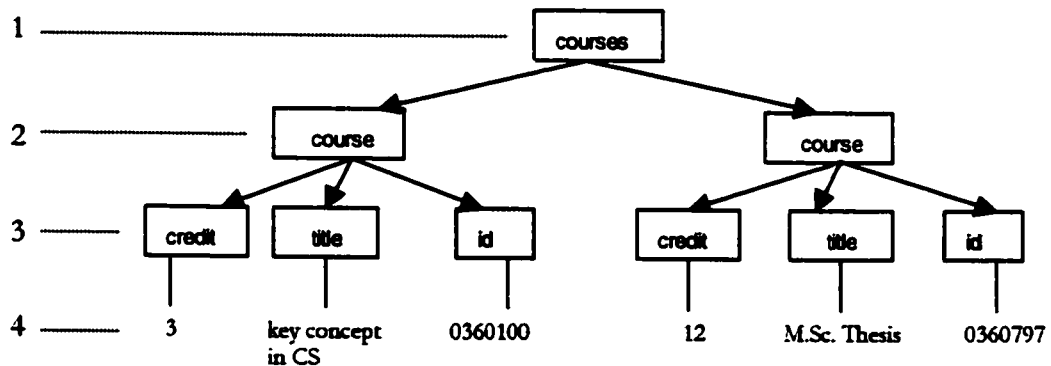 1 courses
2 course course
3 credit title id credit title id
4 3 key concept 0360100 12 M.Sc. Thesis 0360797
in CS